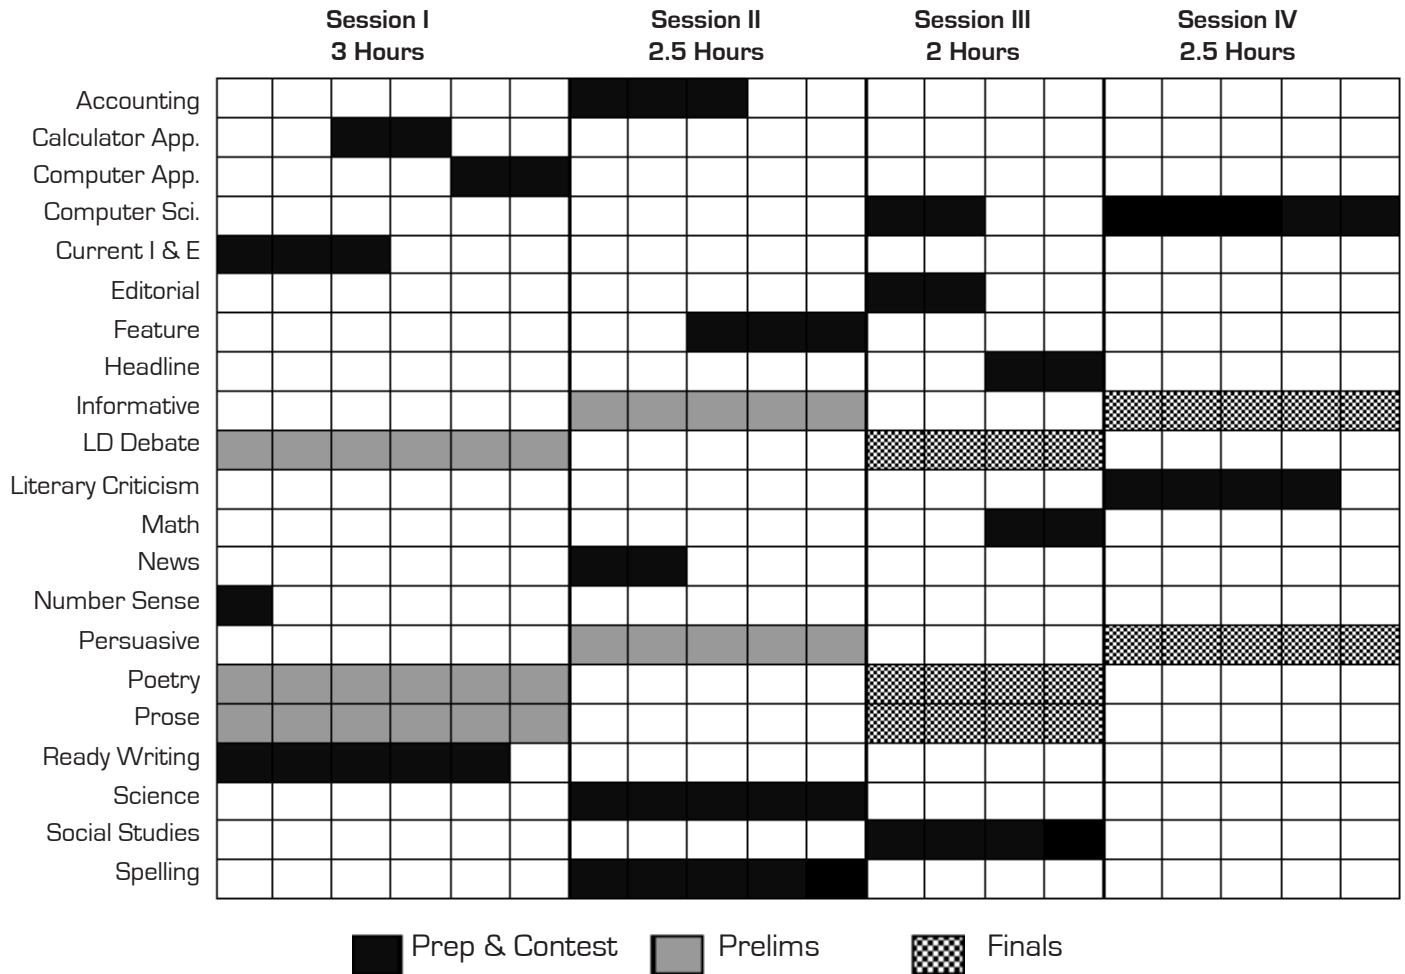 Session I Session II Session III Session IV
3 Hours 2.5 Hours 2 Hours 2.5 Hours
Accounting
Calculator App.
Computer App.
Computer Sci.
Current I & E
Editorial
Feature
Headline
Informative
LD Debate
Literary Criticism
Math
News
Number Sense
Persuasive
Poetry
Prose
Ready Writing
Science
Social Studies
Spelling
Prep & Contest Prelims Finals